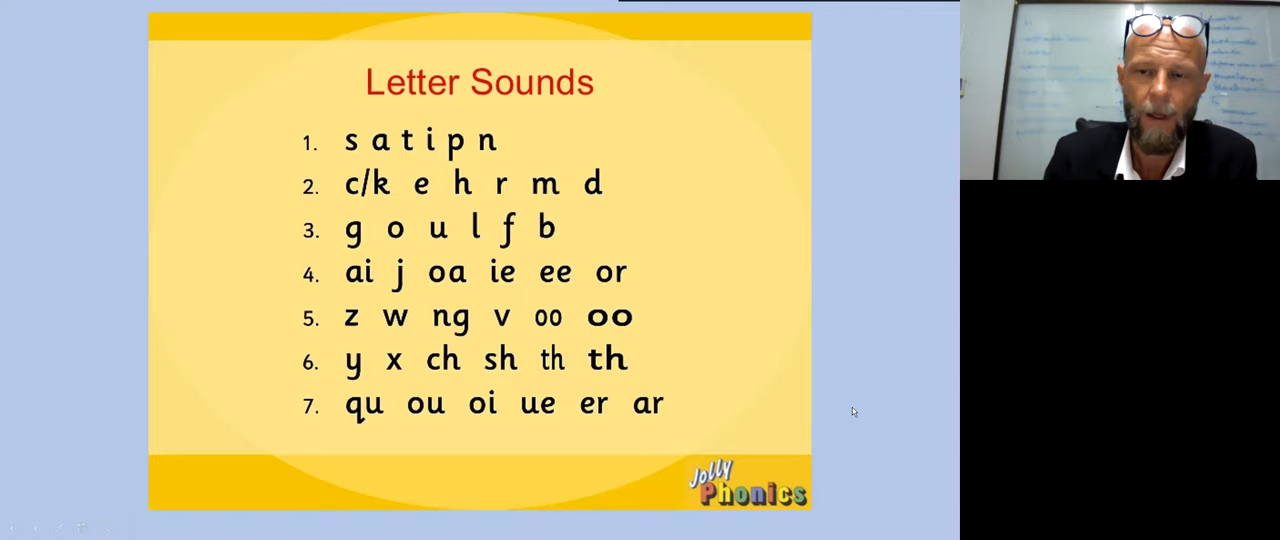 Letter Sounds
1. s a t i p n
2. c/k e h r m d
3. g o u l f b
4. ai j oa ie ee or
5. z w ng v oo oo
6. y x ch sh th th
7. qu ou oi ue er ar
Jolly
Phonics